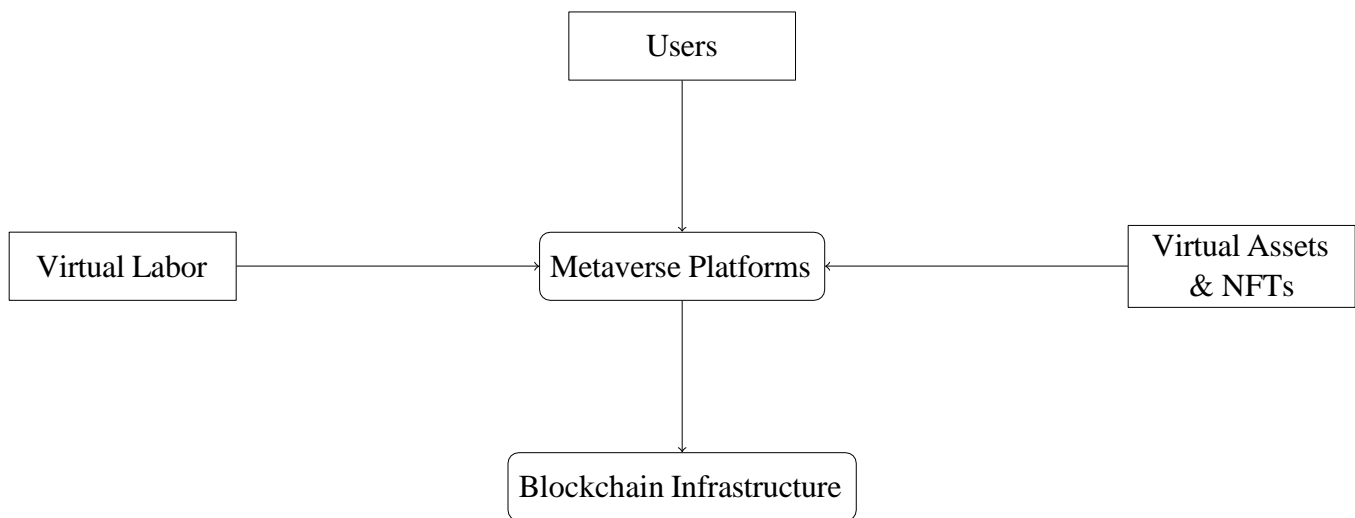 Users
Virtual Labor
Metaverse Platforms
Virtual Assets
& NFTs
Blockchain Infrastructure